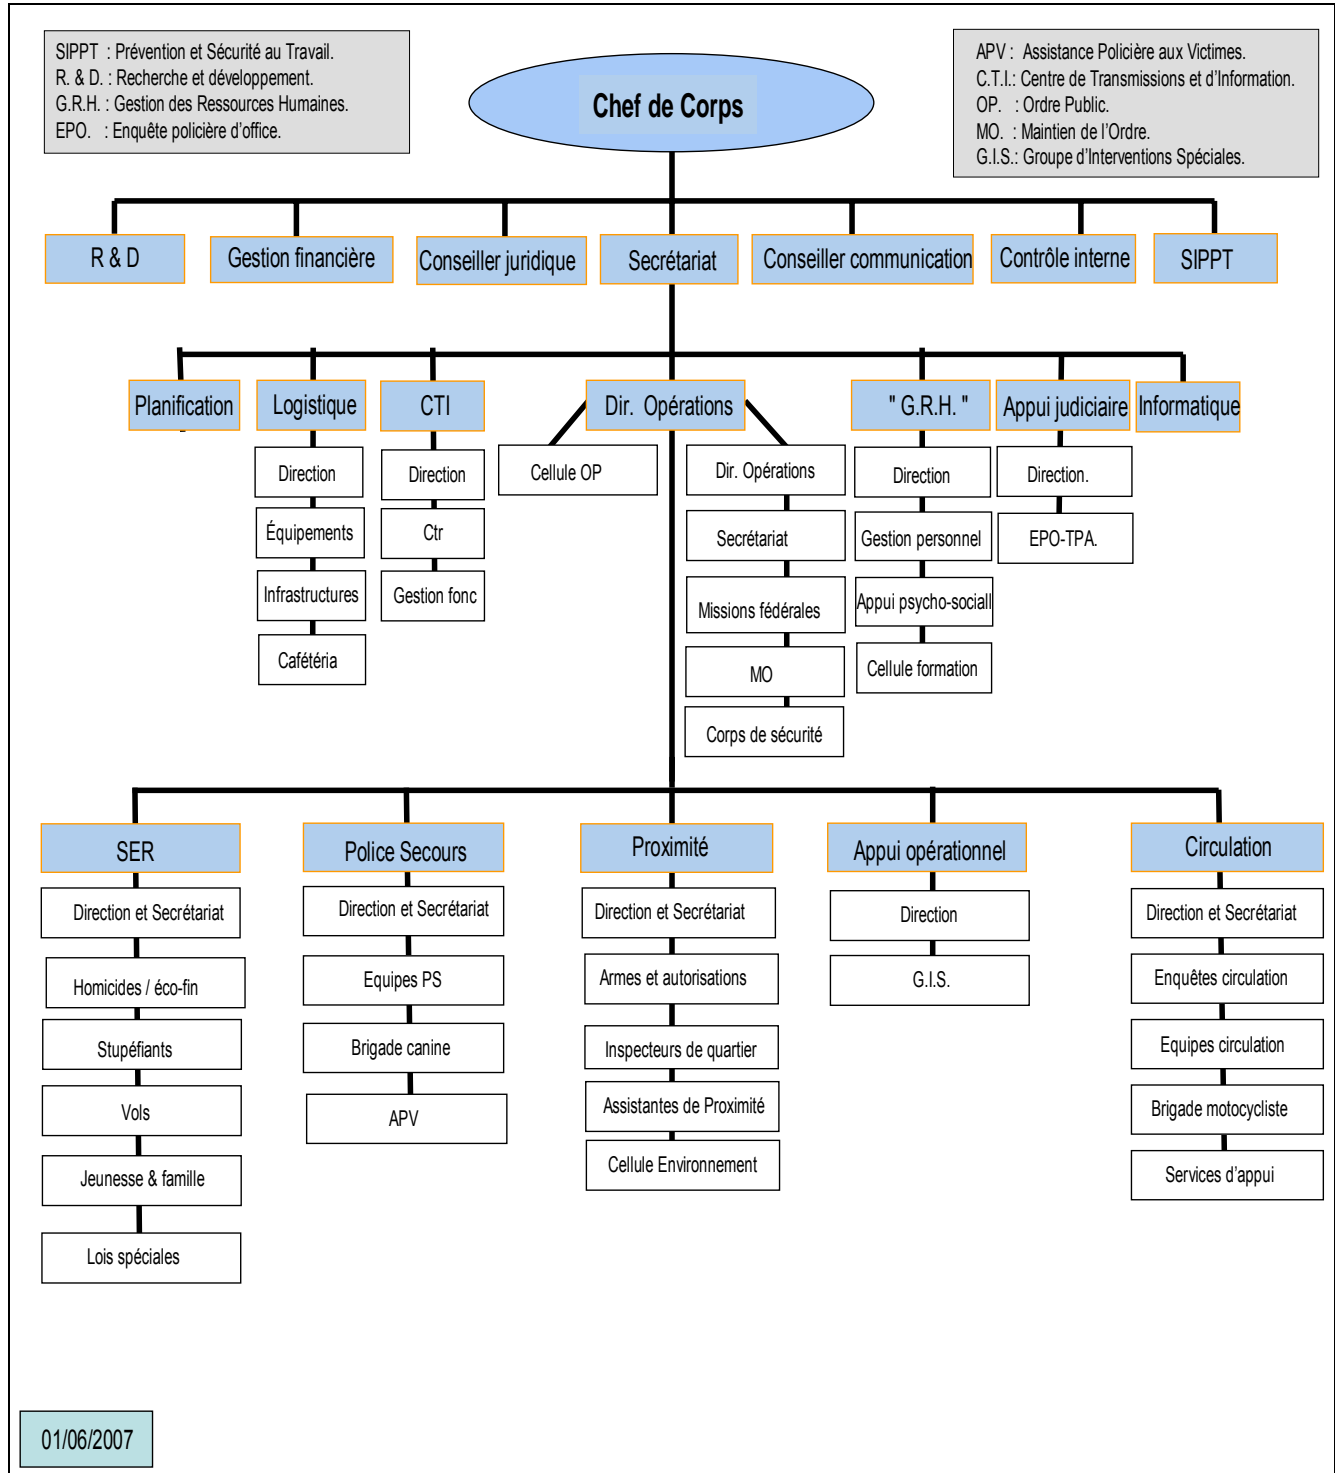 SIPPT : Prévention et Sécurité au Travail.
R. & D. : Recherche et développement.
G.R.H. : Gestion des Ressources Humaines.
EPO. : Enquête policière d'office.
APV : Assistance Policière aux Victimes.
C.T.I.: Centre de Transmissions et d'Information.
OP. : Ordre Public.
MO. : Maintien de l'Ordre.
G.I.S.: Groupe d'Interventions Spéciales.
Chef de Corps
R & D
Gestion financière
Conseiller juridique
Secrétariat
Conseiller communication
Contrôle interne
SIPPT
Planification
Logistique
CTI
Dir. Opérations
" G.R.H. "
Appui judiciaire
Informatique
Direction
Équipements
Infrastructures
Cafétéria
Direction
Ctr
Gestion fonc
Cellule OP
Dir. Opérations
Secrétariat
Missions fédérales
MO
Corps de sécurité
Direction
Gestion personnel
Appui psycho-sociall
Cellule formation
Direction.
EPO-TPA.
SER
Police Secours
Proximité
Appui opérationnel
Circulation
Direction et Secrétariat
Homicides / éco-fin
Stupéfiants
Vols
Jeunesse & famille
Lois spéciales
Direction et Secrétariat
Equipes PS
Brigade canine
APV
Direction et Secrétariat
Armes et autorisations
Inspecteurs de quartier
Assistantes de Proximité
Cellule Environnement
Direction
G.I.S.
Direction et Secrétariat
Enquêtes circulation
Equipes circulation
Brigade motocycliste
Services d'appui
01/06/2007